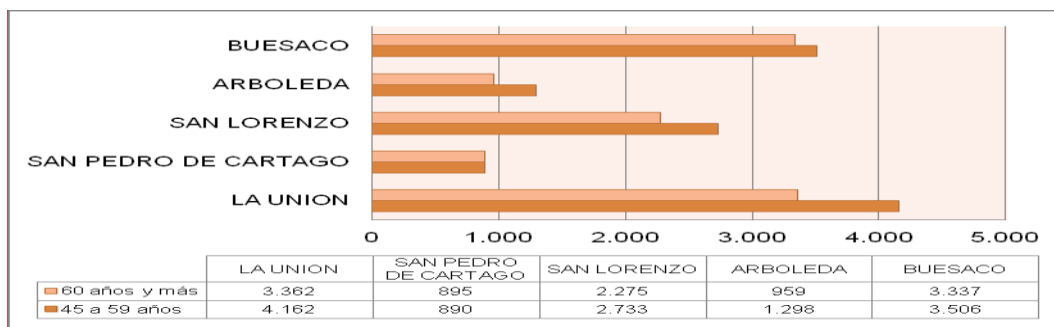 BUESACO
ARBOLEDA
SAN LORENZO
SAN PEDRO DE CARTAGO
LA UNION
0 1.000 2.000 3.000 4.000 5.000
LA UNION SAN PEDRO DE CARTAGO SAN LORENZO ARBOLEDA BUESACO
60 años y más 3.362 895 2.275 959 3.337
45 a 59 años 4.162 890 2.733 1.298 3.506